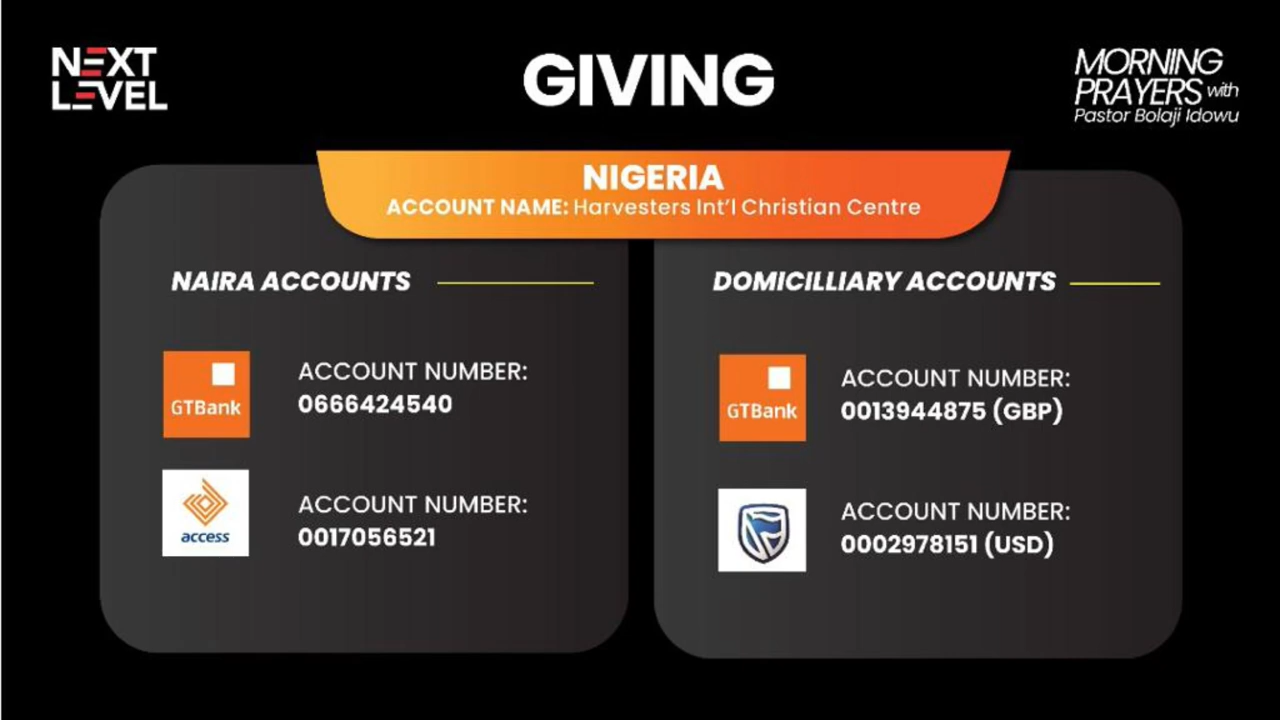 NEXT
LEVEL
GIVING
MORNING
PRAYERS with
Pastor Bolaji Idowu
NIGERIA
ACCOUNT NAME: Harvesters Int'l Christian Centre
NAIRA ACCOUNTS
GTBank
ACCOUNT NUMBER:
0666424540
access
ACCOUNT NUMBER:
0017056521
DOMICILLIARY ACCOUNTS
GTBank
ACCOUNT NUMBER:
0013944875 (GBP)
ACCOUNT NUMBER:
0002978151 (USD)